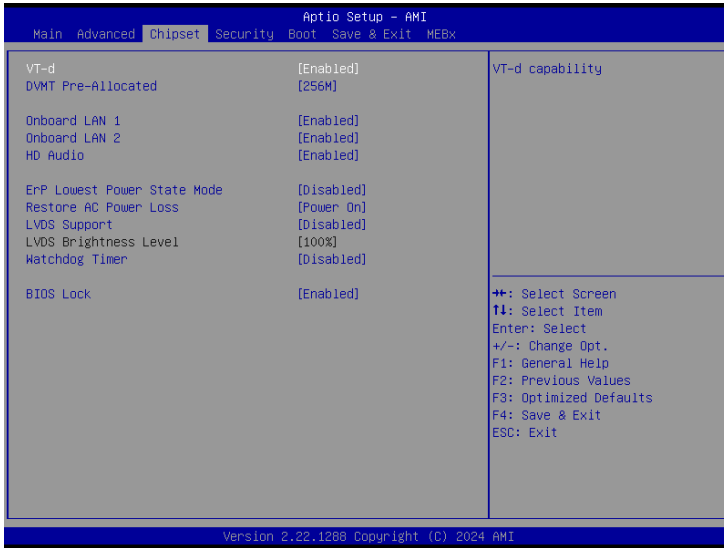 Aptio Setup – AMI
Main Advanced Chipset Security Boot Save & Exit MEBx
VT-d [Enabled]
DVMT Pre-Allocated [256M]
Onboard LAN 1 [Enabled]
Onboard LAN 2 [Enabled]
HD Audio [Enabled]
ErP Lowest Power State Mode [Disabled]
Restore AC Power Loss [Power On]
LVDS Support [Disabled]
LVDS Brightness Level [100%]
Watchdog Timer [Disabled]
BIOS Lock [Enabled]
VT-d capability
→←: Select Screen
↑↓: Select Item
Enter: Select
+/-: Change Opt.
F1: General Help
F2: Previous Values
F3: Optimized Defaults
F4: Save & Exit
ESC: Exit
Version 2.22.1288 Copyright (C) 2024 AMI